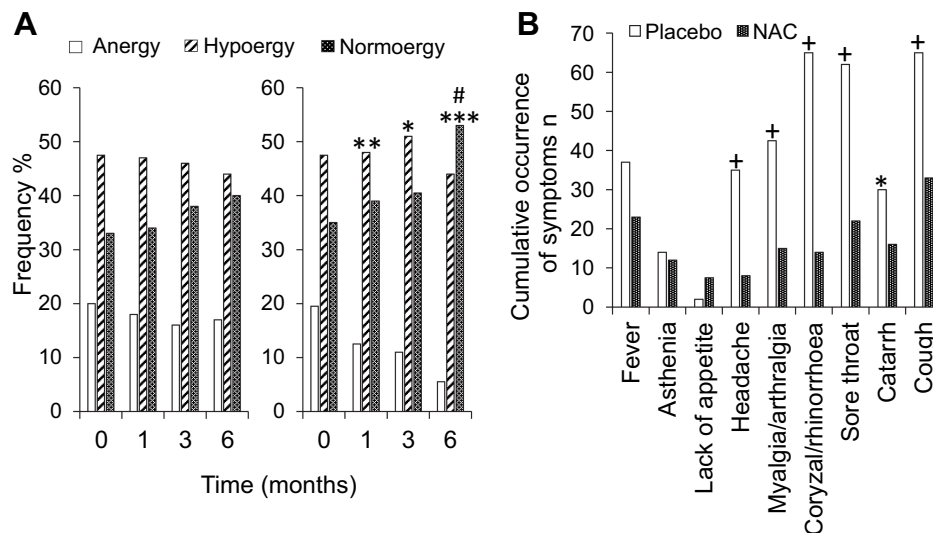 A
Anergy Hypoergy Normoergy
Frequency %
60
50
40
30
20
10
0
0 1 3 6
Time (months)
60
50
40
30
20
10
0
** * # ***
0 1 3 6
B
Placebo NAC
Cumulative occurrence
of symptoms n
70
60
50
40
30
20
10
0
+ + + + * +
Fever
Asthenia
Lack of appetite
Headache
Myalgia/arthralgia
Coryzal/rhinorrhoea
Sore throat
Catarrh
Cough